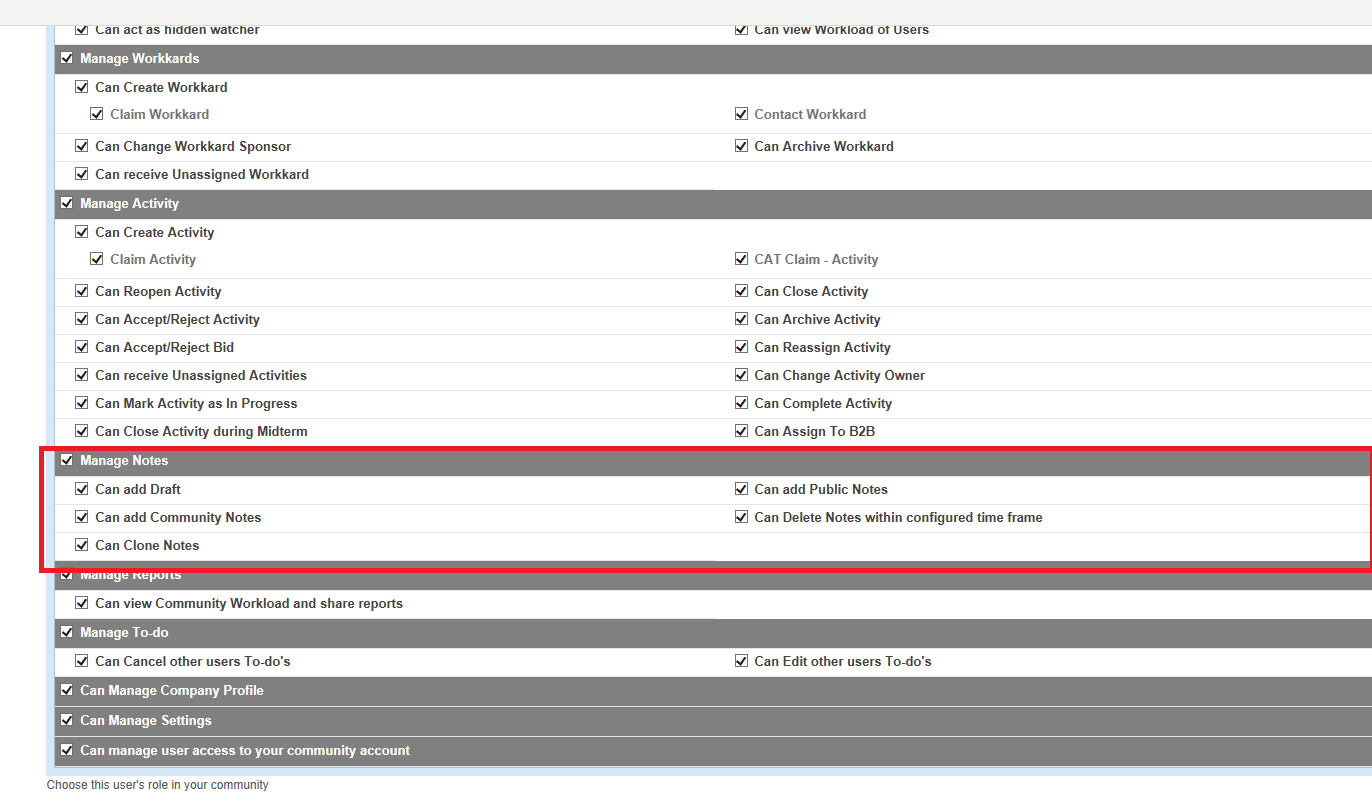 Can act as hidden watcher Can view Workload of Users
Manage Workkards
Can Create Workkard
Claim Workkard Contact Workkard
Can Change Workkard Sponsor Can Archive Workkard
Can receive Unassigned Workkard
Manage Activity
Can Create Activity
Claim Activity CAT Claim - Activity
Can Reopen Activity Can Close Activity
Can Accept/Reject Activity Can Archive Activity
Can Accept/Reject Bid Can Reassign Activity
Can receive Unassigned Activities Can Change Activity Owner
Can Mark Activity as In Progress Can Complete Activity
Can Close Activity during Midterm Can Assign To B2B
Manage Notes
Can add Draft Can add Public Notes
Can add Community Notes Can Delete Notes within configured time frame
Can Clone Notes
Manage Reports
Can view Community Workload and share reports
Manage To-do
Can Cancel other users To-do's Can Edit other users To-do's
Can Manage Company Profile
Can Manage Settings
Can manage user access to your community account
Choose this user's role in your community